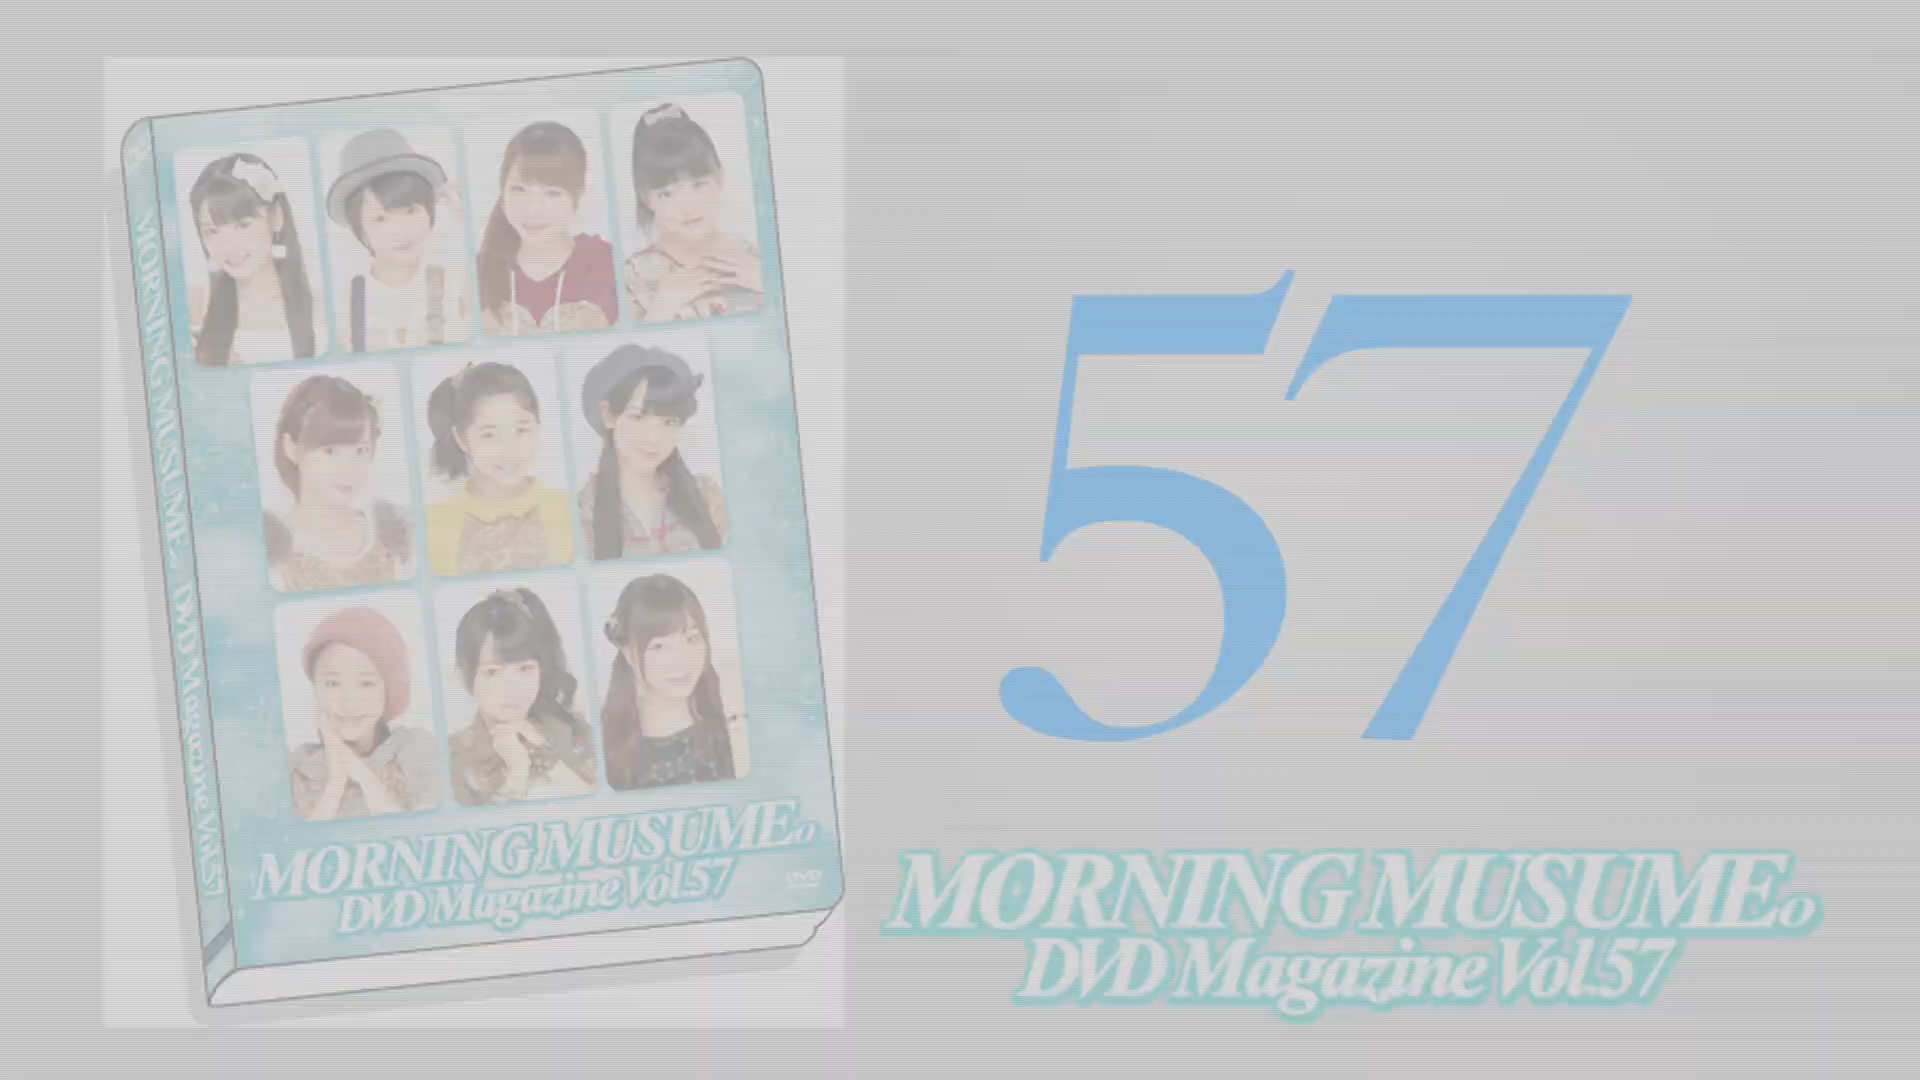 MORNING MUSUME。 DVD Magazine Vol.57
MORNING MUSUME。
DVD Magazine Vol.57
DVD
57
MORNING MUSUME。
DVD Magazine Vol.57